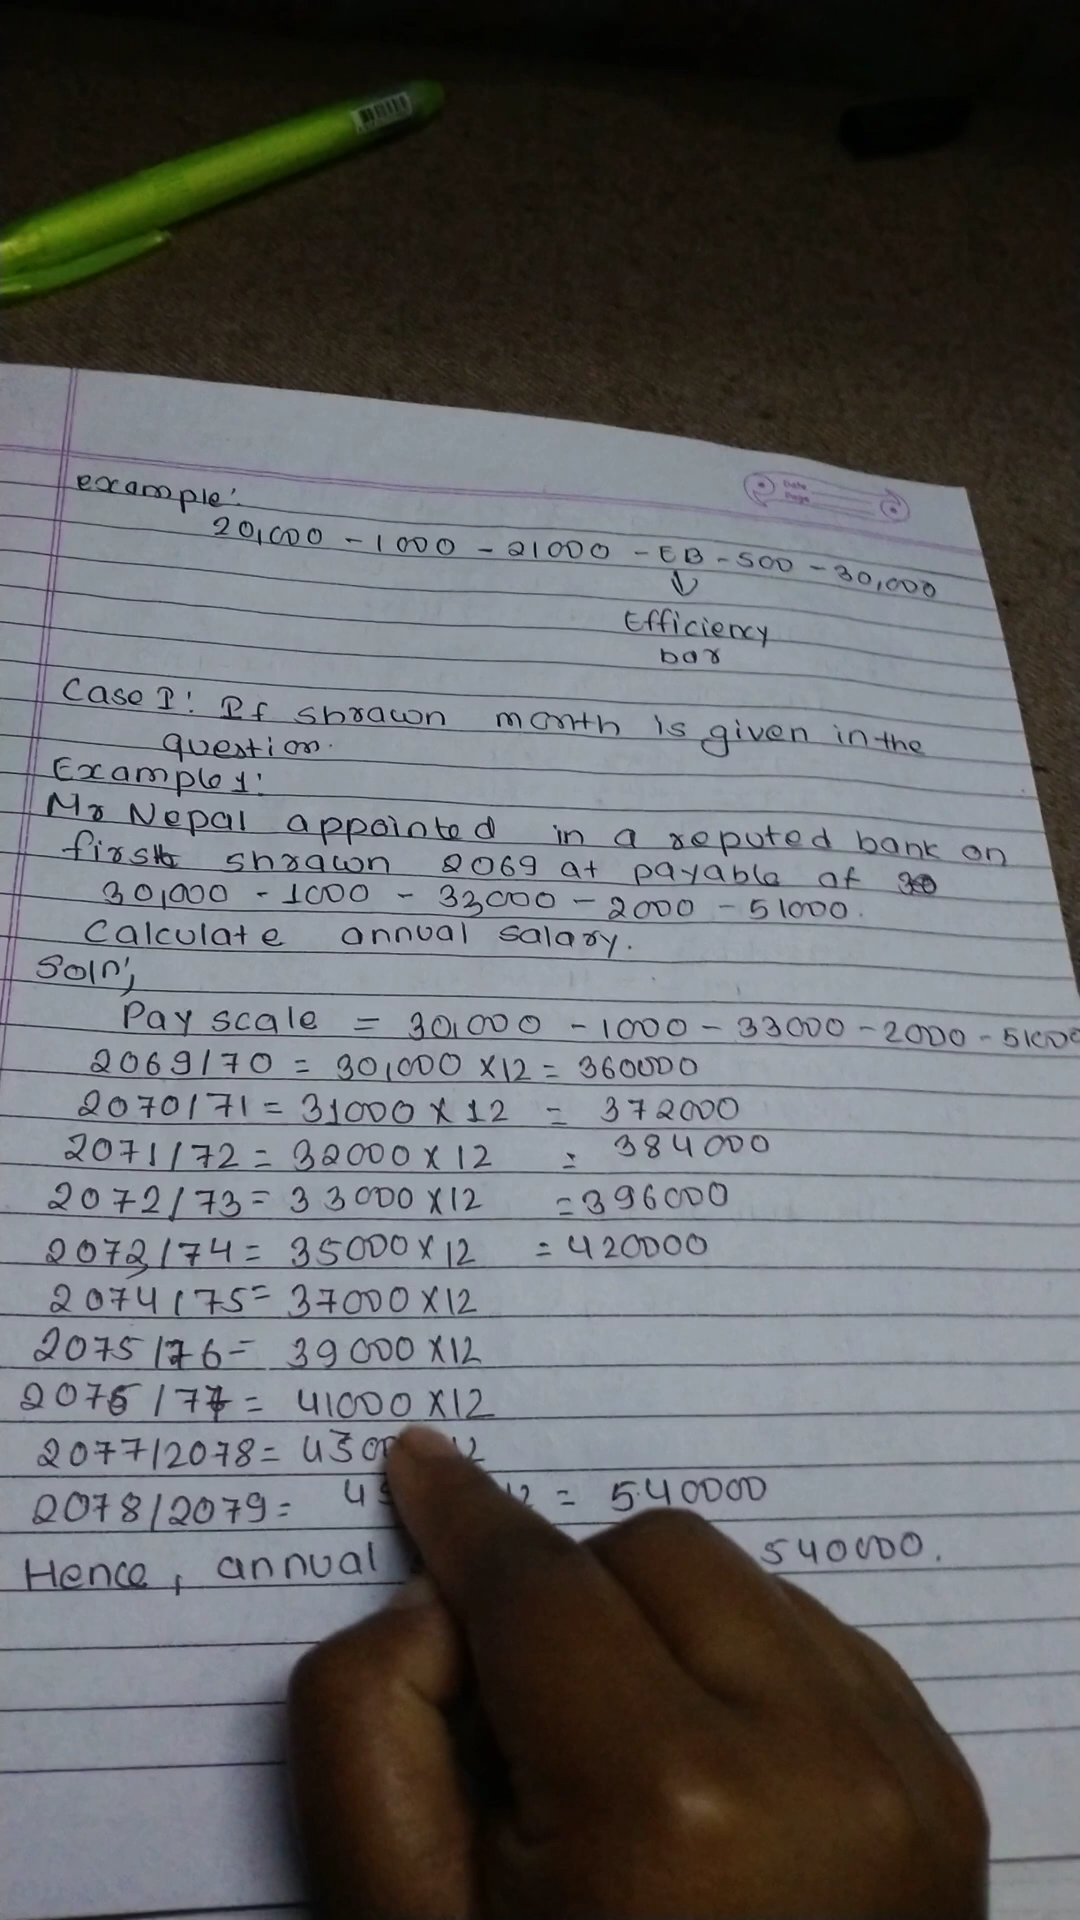 Date
Page
example:
20,000 - 1000 - 21000 - EB - 500 - 30,000
Efficiency
bar
Case I: If shrawn month is given in the
question.
Example 1:
Mr Nepal appointed in a reputed bank on
first shrawn 2069 at payable of 30
30,000 - 1000 - 33000 - 2000 - 51000.
Calculate annual salary.
Soln,
Pay scale = 30,000 - 1000 - 33000 - 2000 - 51000
2069/70 = 30,000 x 12 = 360000
2070/71 = 31000 x 12 = 372000
2071/72 = 32000 x 12 = 384000
2072/73 = 33000 x 12 = 396000
2073/74 = 35000 x 12 = 420000
2074/75 = 37000 x 12
2075/76 = 39000 x 12
2076/77 = 41000 x 12
2077/2078 =
2078/2079 = = 540000
Hence, annual 540000.